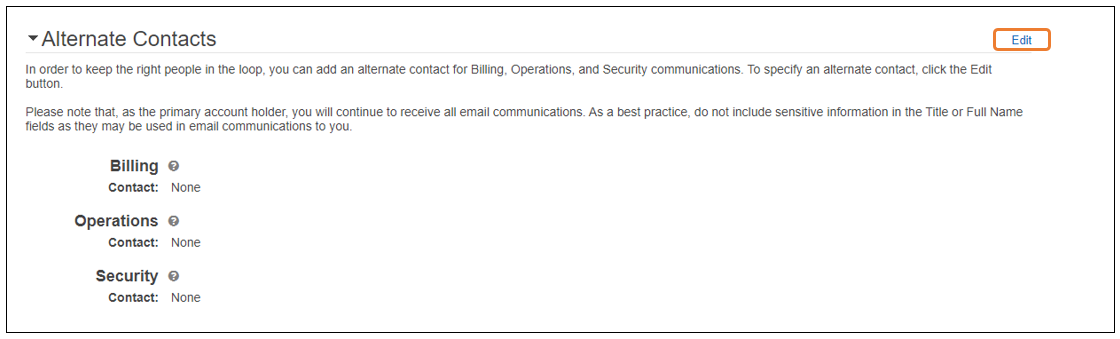 Alternate Contacts
Edit
In order to keep the right people in the loop, you can add an alternate contact for Billing, Operations, and Security communications. To specify an alternate contact, click the Edit
button.
Please note that, as the primary account holder, you will continue to receive all email communications. As a best practice, do not include sensitive information in the Title or Full Name
fields as they may be used in email communications to you.
Billing ?
Contact: None
Operations ?
Contact: None
Security ?
Contact: None